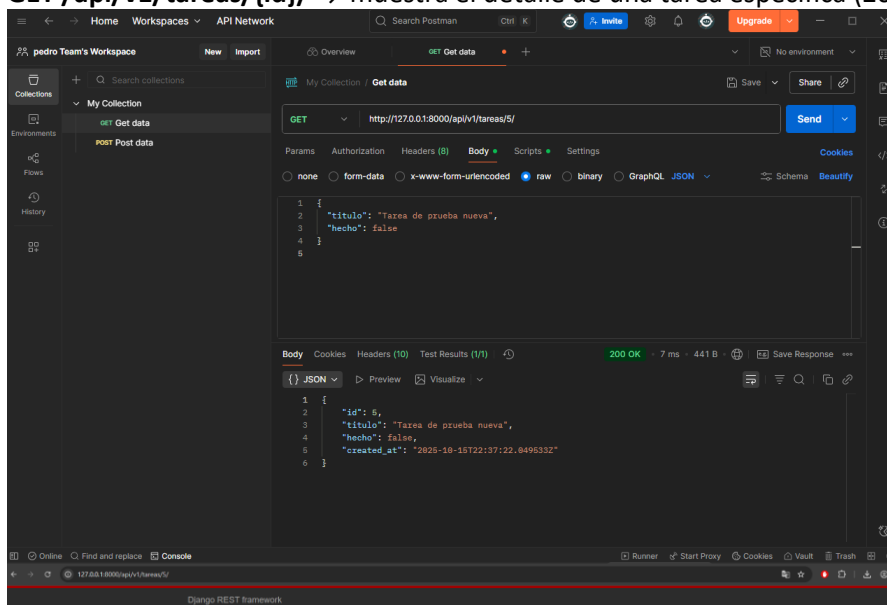 GET /api/v1/tareas/{id}/ → muestra el detalle de una tarea específica (20
Home Workspaces API Network Search Postman Ctrl K Invite Upgrade
pedro Team's Workspace New Import Overview GET Get data No environment
Collections Search collections My Collection / Get data Save Share
My Collection
GET Get data GET http://127.0.0.1:8000/api/v1/tareas/5/ Send
Environments
POST Post data
Params Authorization Headers (8) Body Scripts Settings Cookies
Flows none form-data x-www-form-urlencoded raw binary GraphQL JSON Schema Beautify
History
1 {
2 "titulo": "Tarea de prueba nueva",
3 "hecho": false
4 }
5
Body Cookies Headers (10) Test Results (1/1) 200 OK 7 ms 441 B Save Response
{} JSON Preview Visualize
1 {
2 "id": 5,
3 "titulo": "Tarea de prueba nueva",
4 "hecho": false,
5 "created_at": "2025-10-15T22:37:22.049533Z"
6 }
Online Find and replace Console Runner Start Proxy Cookies Vault Trash
127.0.0.1:8000/api/v1/tareas/5/
Django REST framework